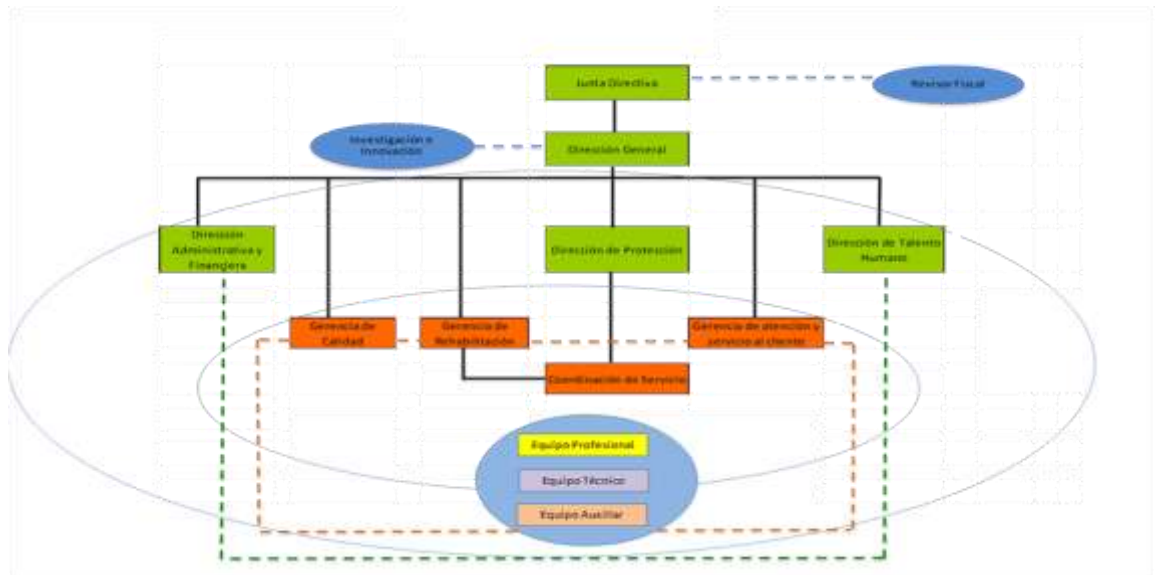 Junta Directiva
Revisor Fiscal
Investigación e
Innovación
Dirección General
Dirección
Administrativa y
Financiera
Dirección de Protección
Dirección de Talento
Humano
Gerencia de
Calidad
Gerencia de
Rehabilitación
Gerencia de atención y
servicio al cliente
Coordinación de Servicio
Equipo Profesional
Equipo Técnico
Equipo Auxiliar